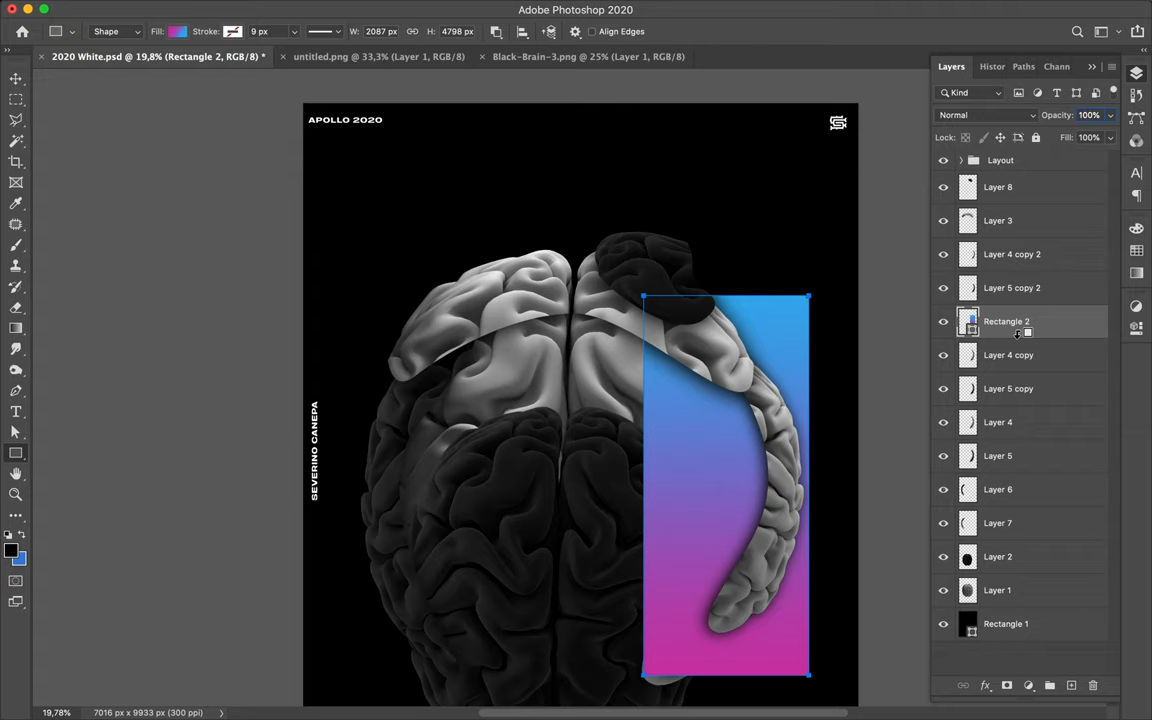 Adobe Photoshop 2020
Shape Fill: Stroke: 9 px W: 2087 px H: 4798 px Align Edges
2020 White.psd @ 19,8% (Rectangle 2, RGB/8) *
untitled.png @ 33,3% (Layer 1, RGB/8)
Black-Brain-3.png @ 25% (Layer 1, RGB/8)
Layers Histor Paths Chann
Kind
Normal Opacity: 100%
Lock: Fill: 100%
Layout
Layer 8
Layer 3
Layer 4 copy 2
Layer 5 copy 2
Rectangle 2
Layer 4 copy
Layer 5 copy
Layer 4
Layer 5
Layer 6
Layer 7
Layer 2
Layer 1
Rectangle 1
APOLLO 2020
SEVERINO CANEPA
19,78% 7016 px x 9933 px (300 ppi)